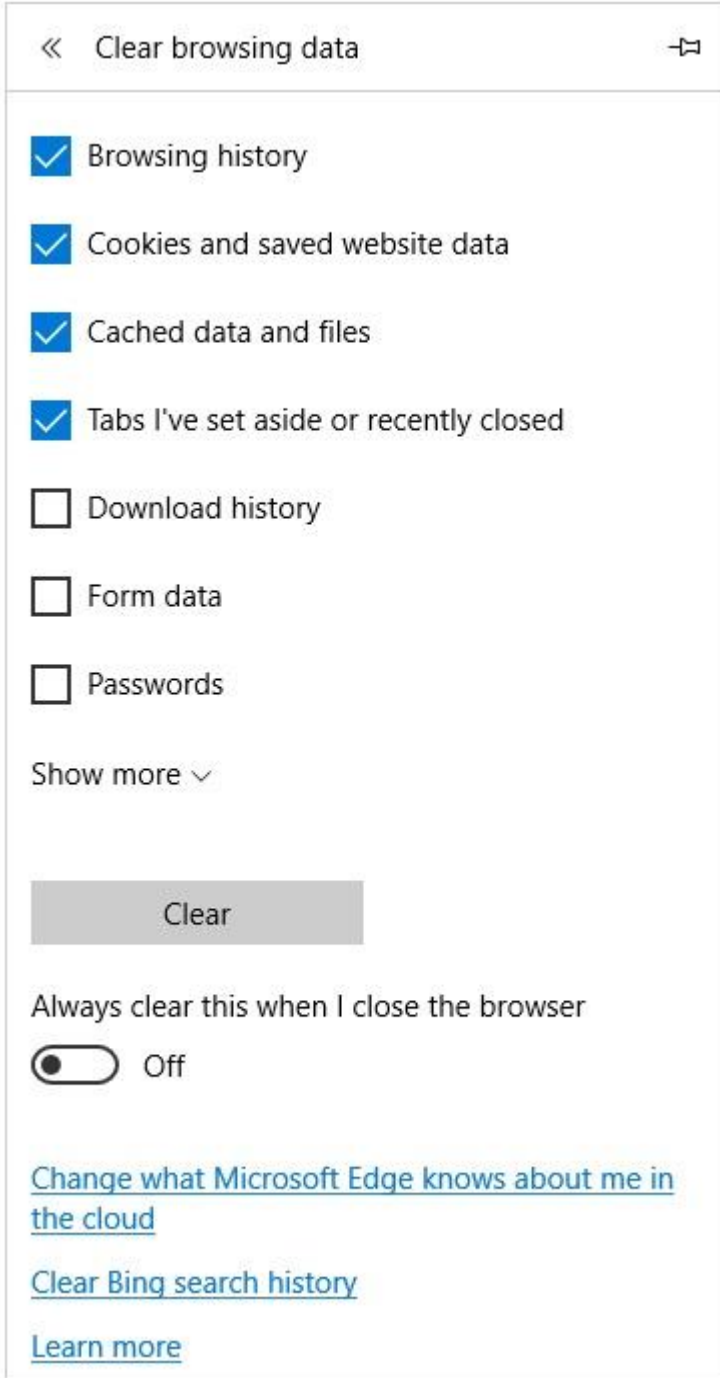 Clear browsing data
Browsing history
Cookies and saved website data
Cached data and files
Tabs I've set aside or recently closed
Download history
Form data
Passwords
Show more
Clear
Always clear this when I close the browser
Off
Change what Microsoft Edge knows about me in
the cloud
Clear Bing search history
Learn more